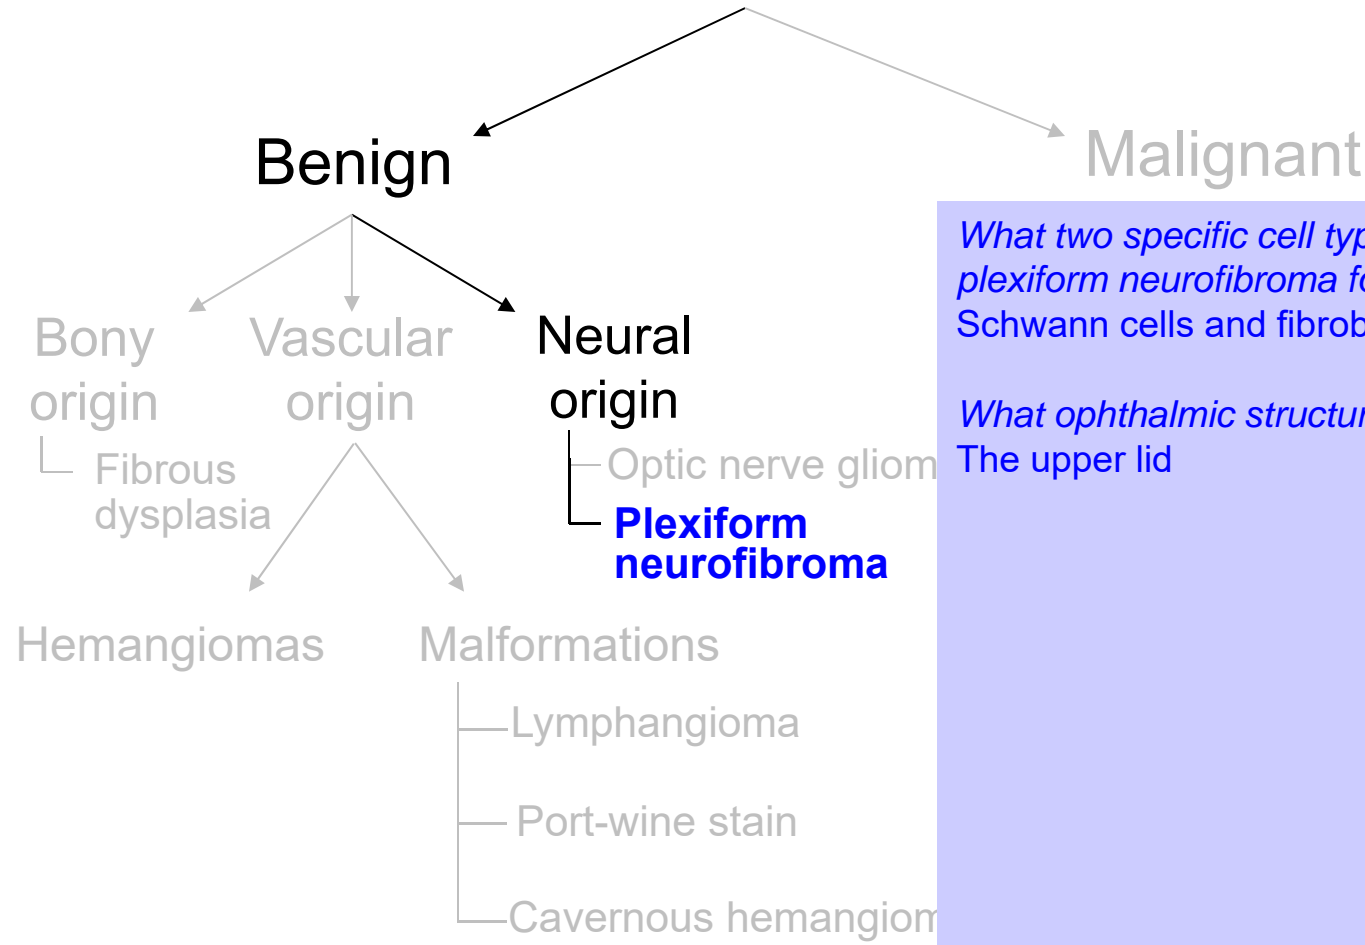 Benign
Malignant
Bony
origin
Vascular
origin
Neural
origin
Fibrous
dysplasia
Optic nerve gliom
Plexiform
neurofibroma
Hemangiomas
Malformations
Lymphangioma
Port-wine stain
Cavernous hemangiom
What two specific cell typ
plexiform neurofibroma fo
Schwann cells and fibrob
What ophthalmic structur
The upper lid